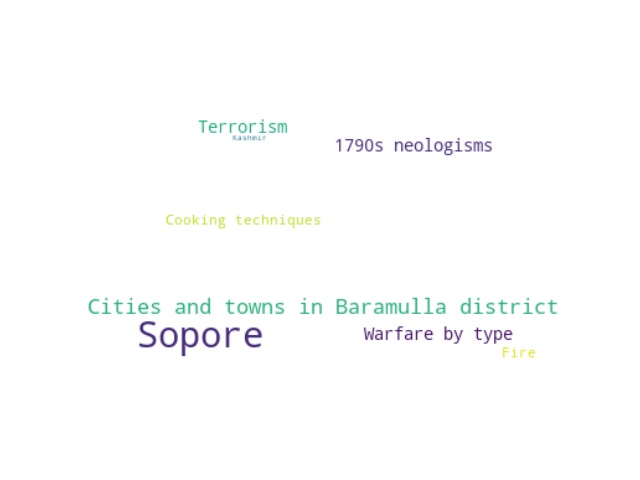 Terrorism
Kashmir
1790s neologisms
Cooking techniques
Cities and towns in Baramulla district
Sopore
Warfare by type
Fire